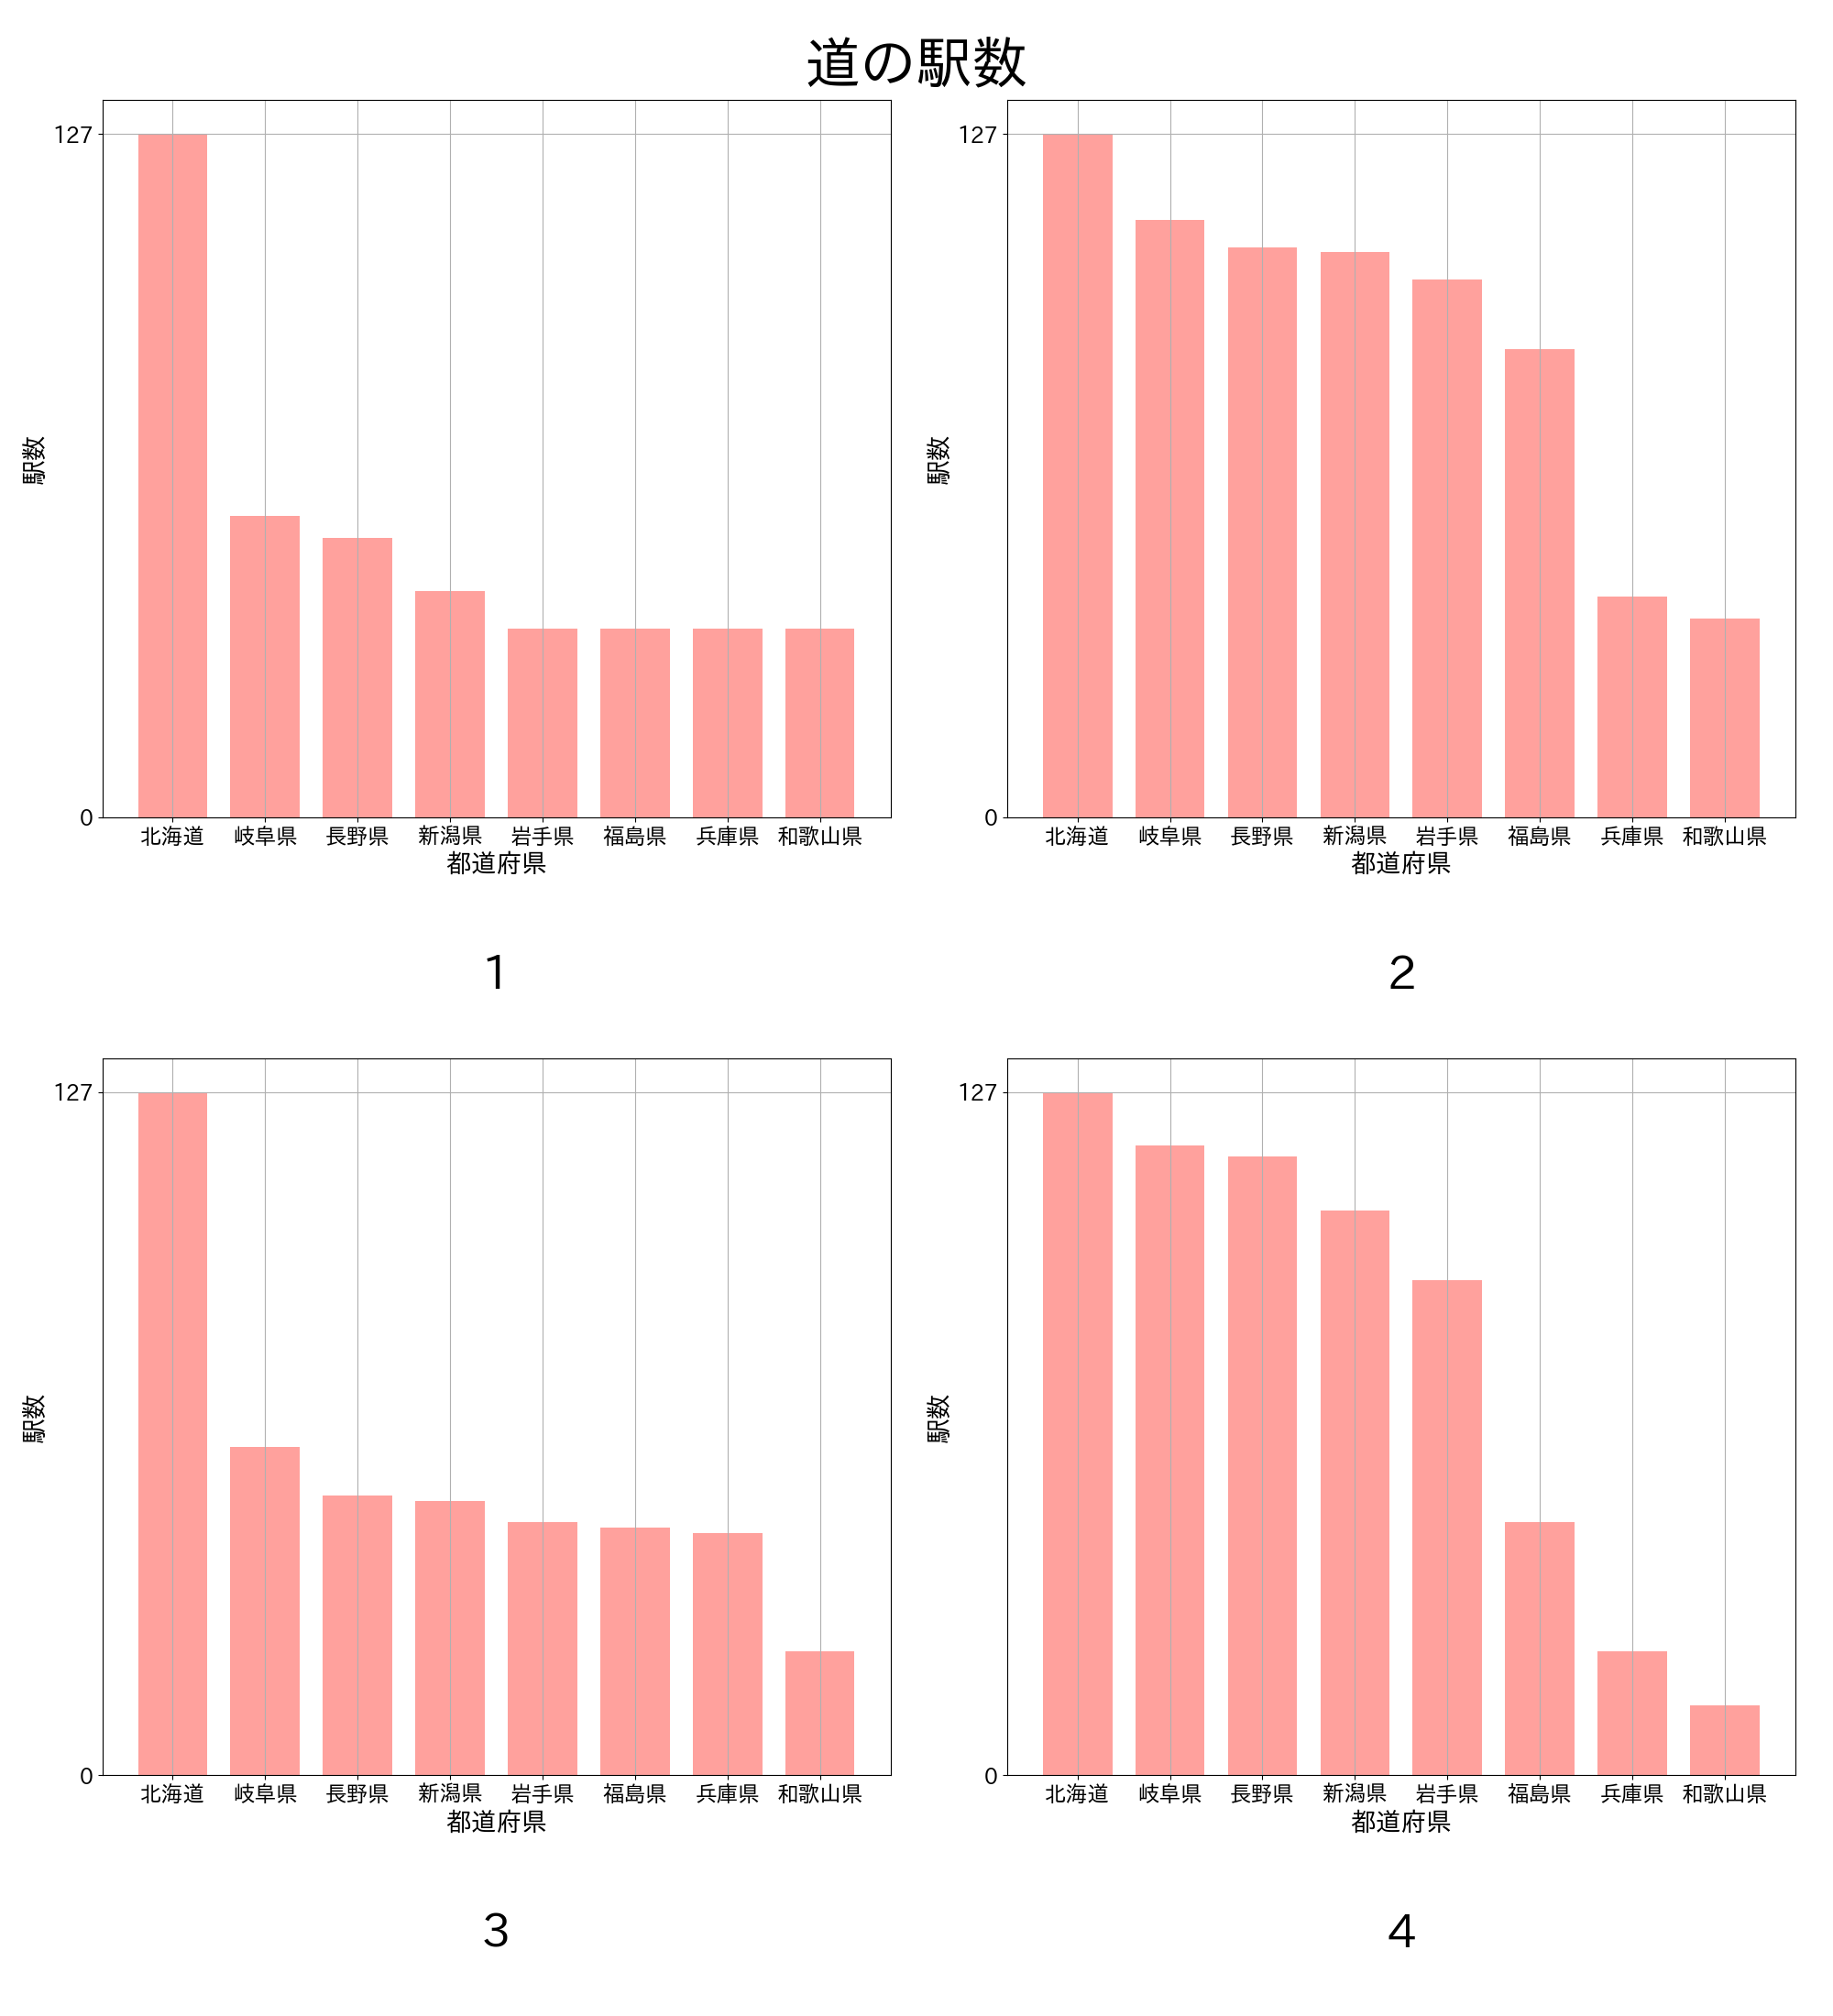 道の駅数
127
駅数
0
北海道 岐阜県 長野県 新潟県 岩手県 福島県 兵庫県 和歌山県
都道府県
1
127
駅数
0
北海道 岐阜県 長野県 新潟県 岩手県 福島県 兵庫県 和歌山県
都道府県
2
127
駅数
0
北海道 岐阜県 長野県 新潟県 岩手県 福島県 兵庫県 和歌山県
都道府県
3
127
駅数
0
北海道 岐阜県 長野県 新潟県 岩手県 福島県 兵庫県 和歌山県
都道府県
4